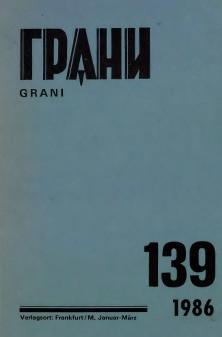 ГРАНИ
GRANI
139
1986
Verlagsort: Frankfurt/M. Januar-März